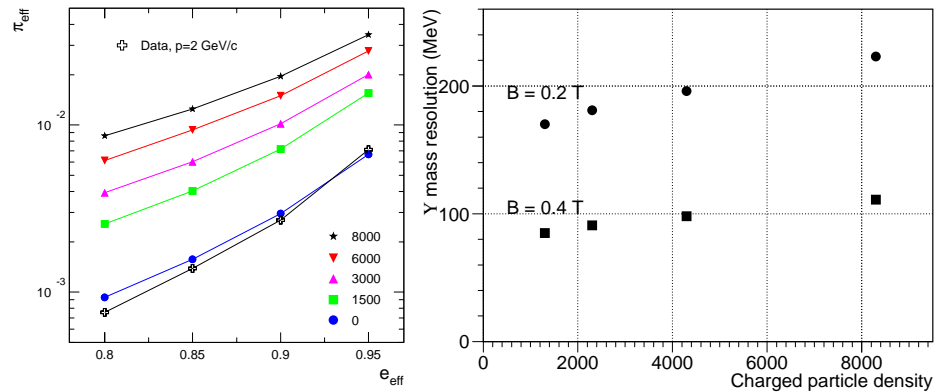 π_eff
Data, p=2 GeV/c
10^-2
10^-3
8000
6000
3000
1500
0
0.8 0.85 0.9 0.95
e_eff
Υ mass resolution (MeV)
200
100
0
B = 0.2 T
B = 0.4 T
0 2000 4000 6000 8000
Charged particle density